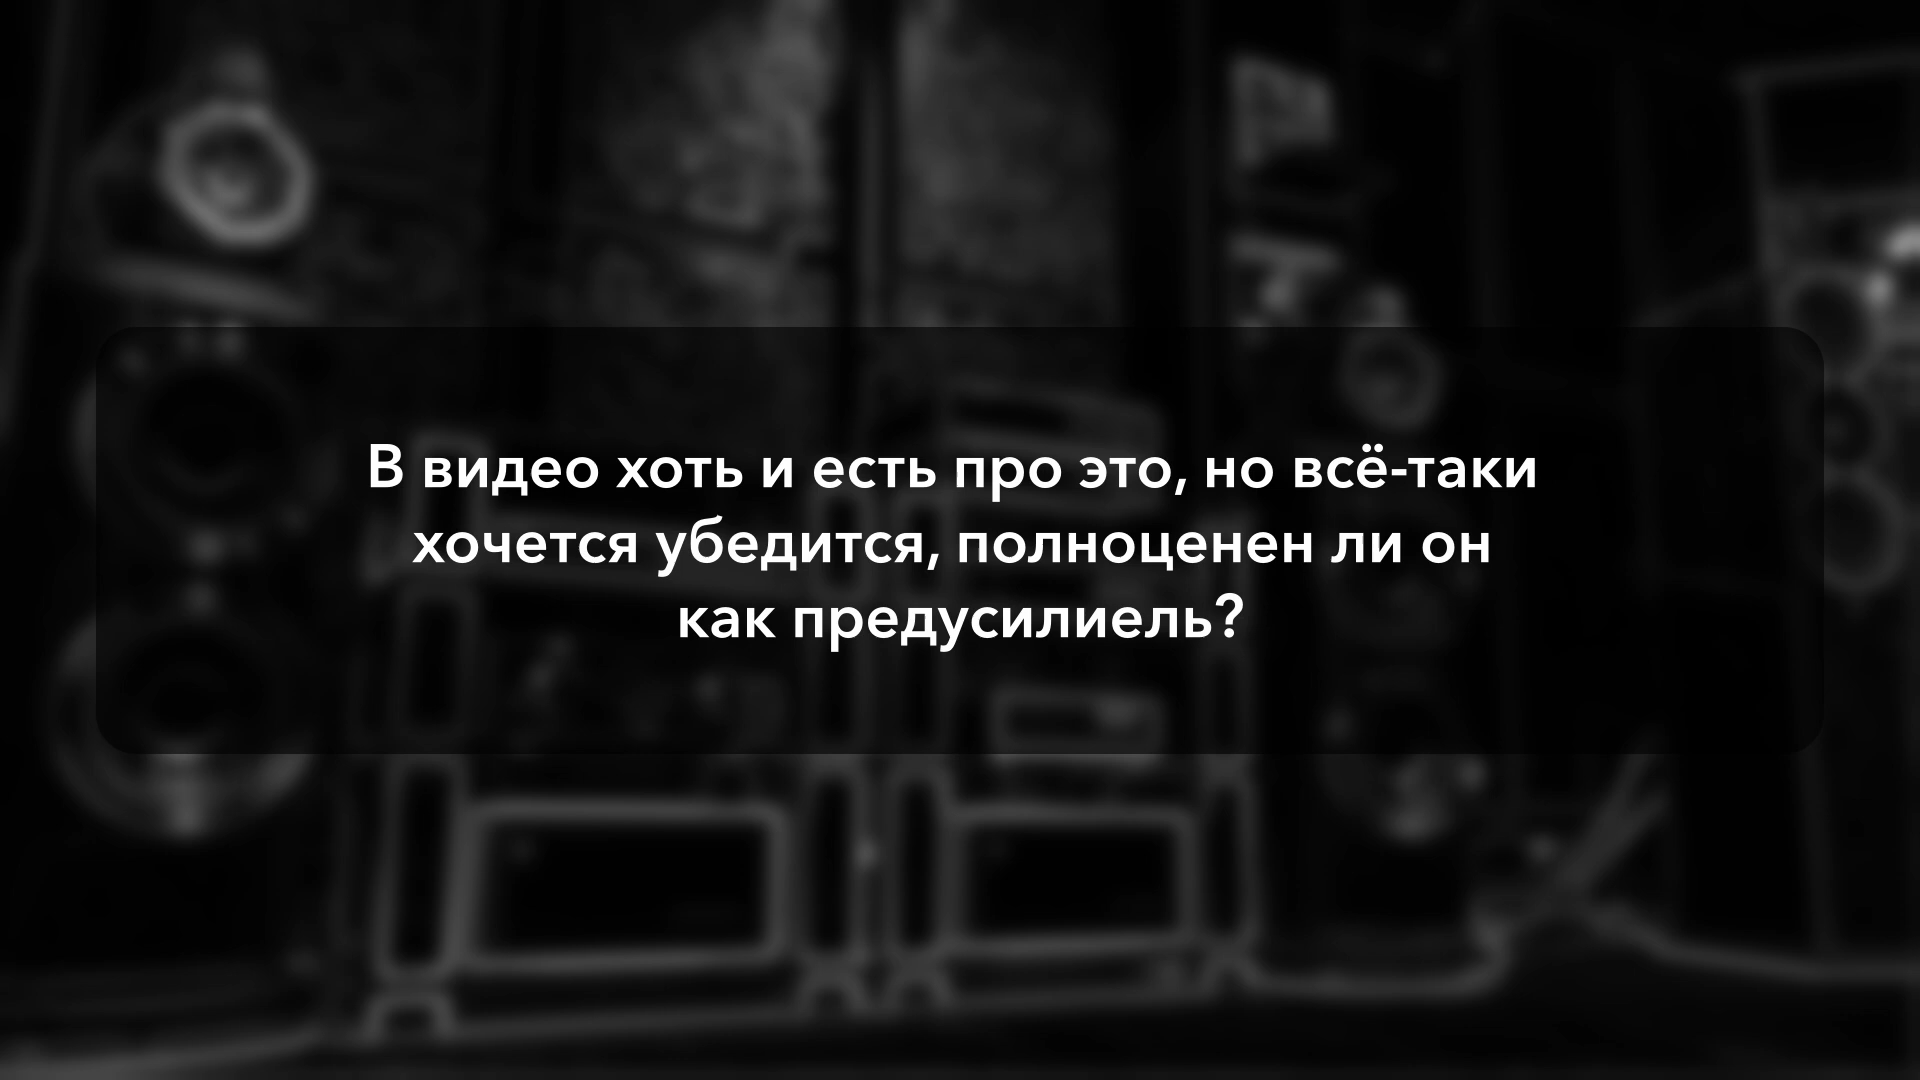 В видео хоть и есть про это, но всё-таки
хочется убедится, полноценен ли он
как предусилиель?